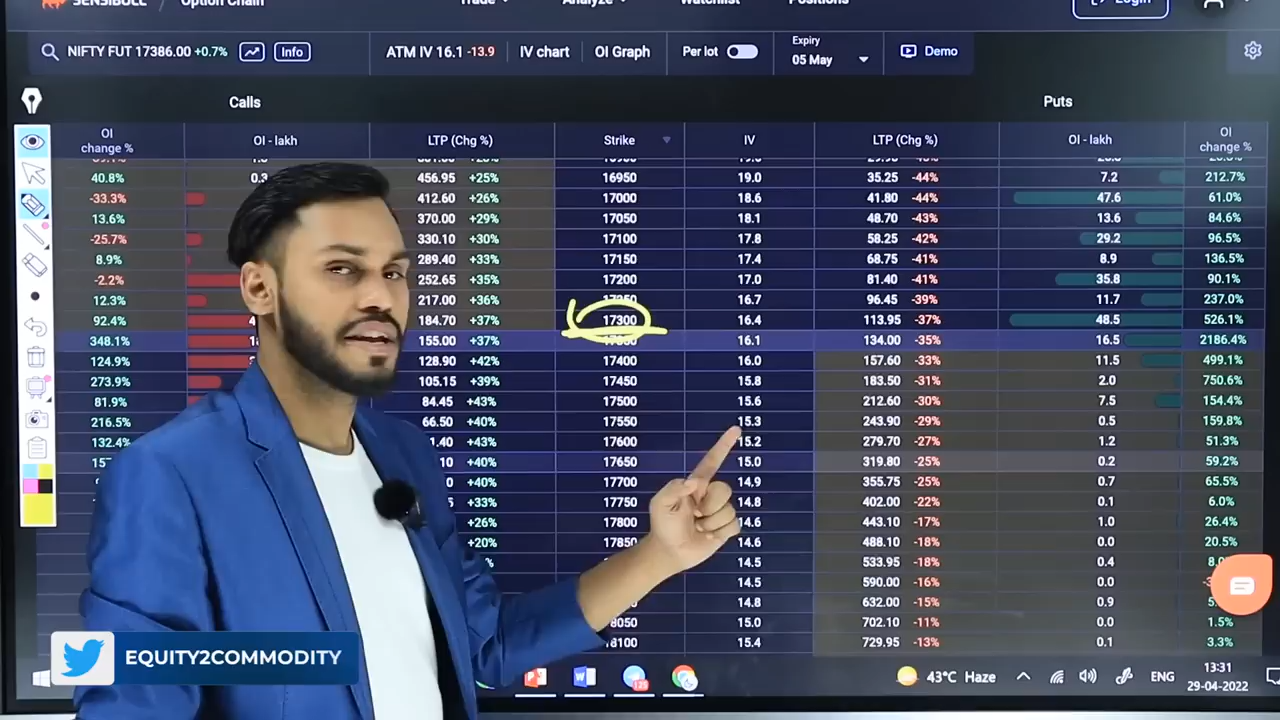 SENSIBULL Option Chain Trade Analyze Watchlist Positions Login
NIFTY FUT 17386.00 +0.7% Info ATM IV 16.1 -13.9 IV chart OI Graph Per lot Expiry 05 May Demo
Calls Puts
OI change % OI - lakh LTP (Chg %) Strike IV LTP (Chg %) OI - lakh OI change %
40.8% 0.3 456.95 +25% 16950 19.0 35.25 -44% 7.2 212.7%
-33.3% 412.60 +26% 17000 18.6 41.80 -44% 47.6 61.0%
13.6% 370.00 +29% 17050 18.1 48.70 -43% 13.6 84.6%
-25.7% 330.10 +30% 17100 17.8 58.25 -42% 29.2 96.5%
8.9% 289.40 +33% 17150 17.4 68.75 -41% 8.9 136.5%
-2.2% 252.65 +35% 17200 17.0 81.40 -41% 35.8 90.1%
12.3% 217.00 +36% 17250 16.7 96.45 -39% 11.7 237.0%
92.4% 184.70 +37% 17300 16.4 113.95 -37% 48.5 526.1%
348.1% 155.00 +37% 16.1 134.00 -35% 16.5 2186.4%
124.9% 128.90 +42% 17400 16.0 157.60 -33% 11.5 499.1%
273.9% 105.15 +39% 17450 15.8 183.50 -31% 2.0 750.6%
81.9% 84.45 +43% 17500 15.6 212.60 -30% 7.5 154.4%
216.5% 66.50 +40% 17550 15.3 243.90 -29% 0.5 159.8%
132.4% +43% 17600 15.2 279.70 -27% 1.2 51.3%
+40% 17650 15.0 319.80 -25% 0.2 59.2%
+40% 17700 14.9 355.75 -25% 0.7 65.5%
+33% 17750 14.8 402.00 -22% 0.1 6.0%
+26% 17800 14.6 443.10 -17% 1.0 26.4%
+20% 17850 14.6 488.10 -18% 0.0 20.5%
14.5 533.95 -18% 0.4
14.5 590.00 -16% 0.0
14.8 632.00 -15% 0.9
15.0 702.10 -11% 0.0 1.5%
18100 15.4 729.95 -13% 0.1 3.3%
EQUITY2COMMODITY
43°C Haze ENG 13:31
29-04-2022